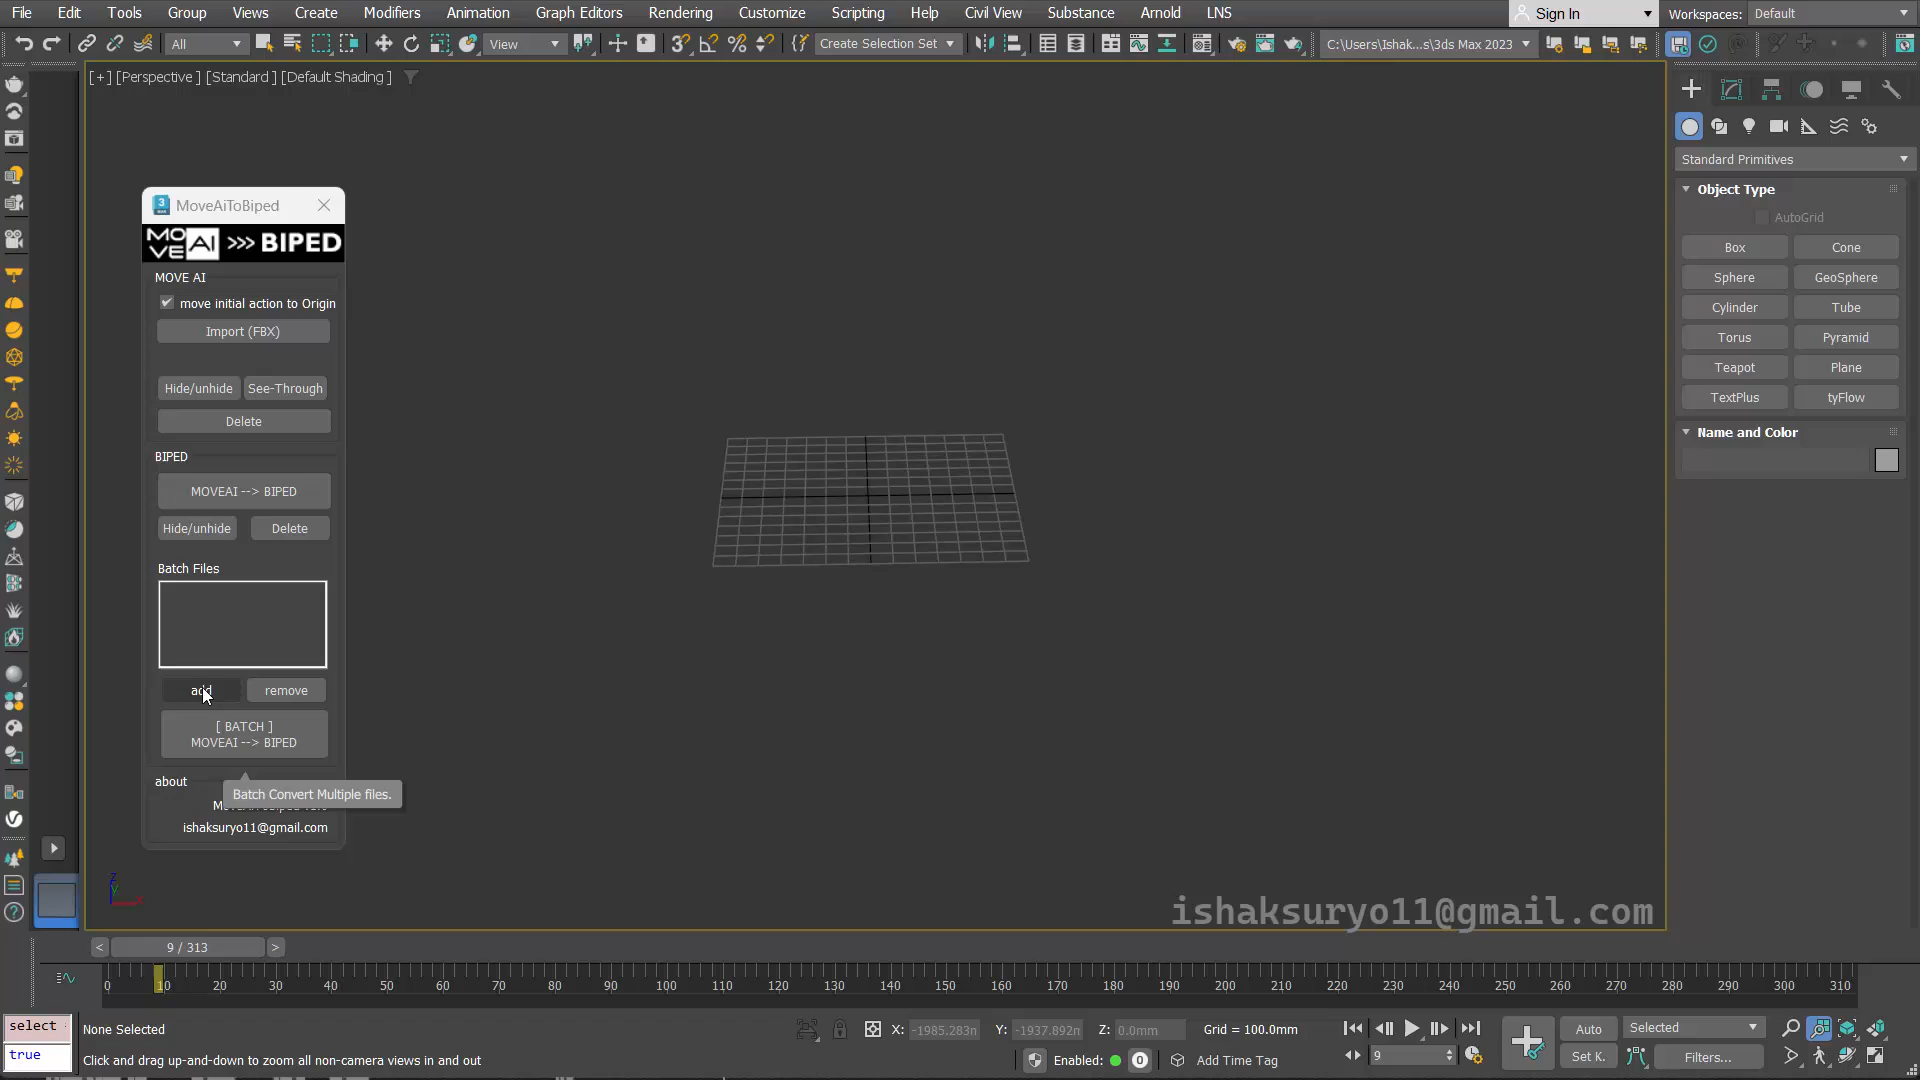 File Edit Tools Group Views Create Modifiers Animation Graph Editors Rendering Customize Scripting Help Civil View Substance Arnold LNS Sign In Workspaces: Default
All View Create Selection Set C:\Users\Ishak...s\3ds Max 2023
[+] [Perspective ] [Standard ] [Default Shading ]
Standard Primitives
Object Type
AutoGrid
Box Cone
Sphere GeoSphere
Cylinder Tube
Torus Pyramid
Teapot Plane
TextPlus tyFlow
Name and Color
3 MoveAiToBiped
MOVE AI >>> BIPED
MOVE AI
move initial action to Origin
Import (FBX)
Hide/unhide See-Through
Delete
BIPED
MOVEAI --> BIPED
Hide/unhide Delete
Batch Files
add remove
[ BATCH ]
MOVEAI --> BIPED
about
Batch Convert Multiple files.
ishaksuryo11@gmail.com
z
y
x
ishaksuryo11@gmail.com
< 9 / 313 >
0 10 20 30 40 50 60 70 80 90 100 110 120 130 140 150 160 170 180 190 200 210 220 230 240 250 260 270 280 290 300 310
select
true
None Selected
Click and drag up-and-down to zoom all non-camera views in and out
X: -1985.283n Y: -1937.892n Z: 0.0mm Grid = 100.0mm
Enabled: 0 Add Time Tag
9
Auto Selected
Set K. Filters...